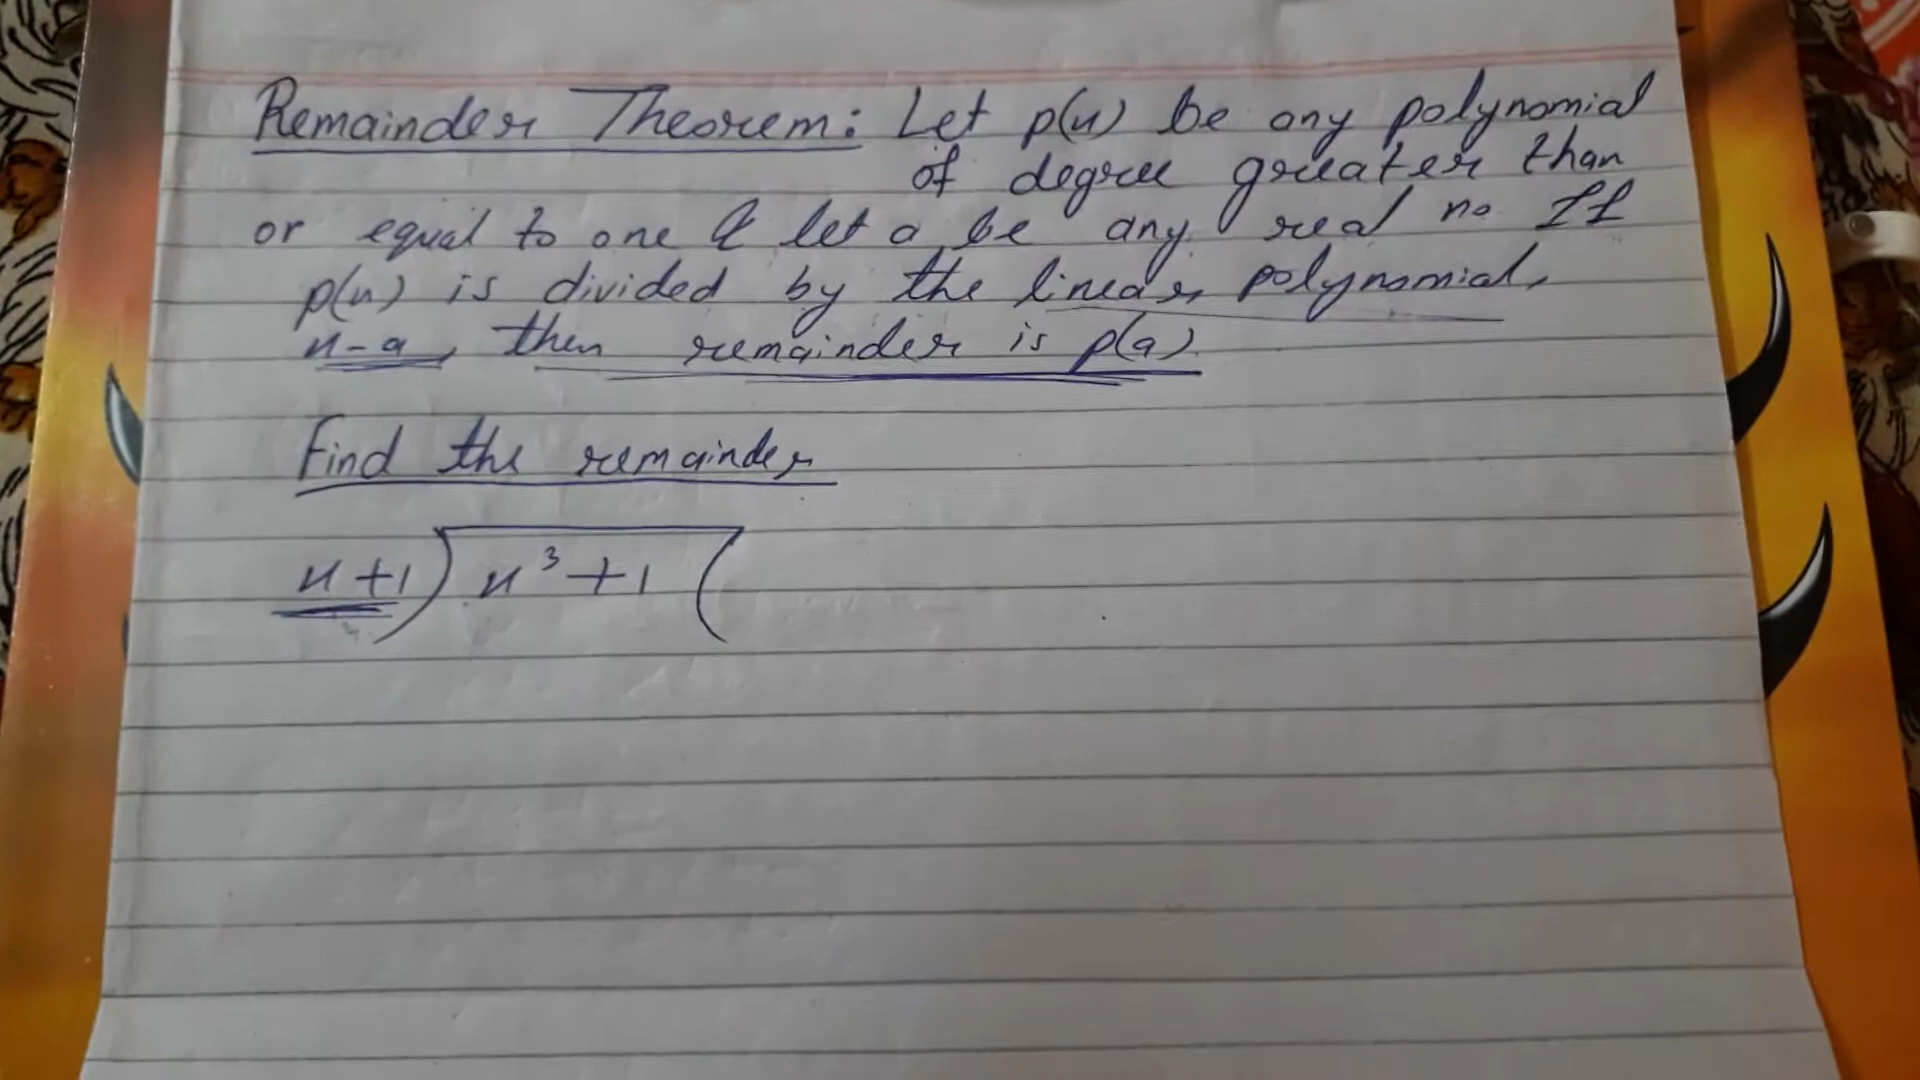 Remainder Theorem: Let p(x) be any polynomial
of degree greater than
or equal to one & let a be any real no If
p(x) is divided by the linear polynomial,
x-a, then remainder is p(a)
Find the remainder
x+1) x³+1 (